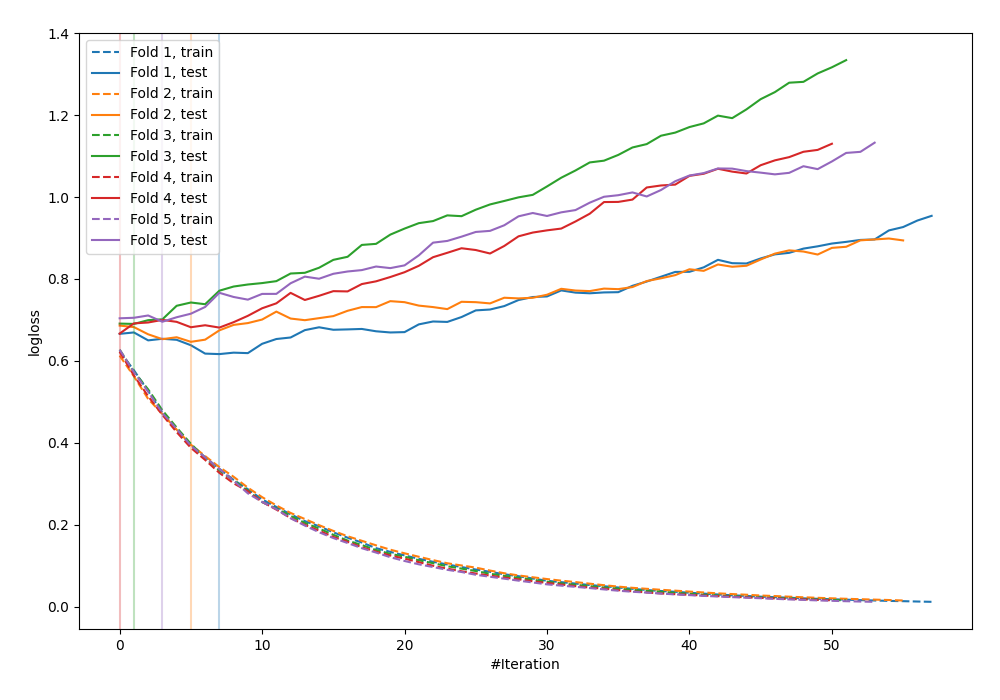 1.4
1.2
1.0
0.8
0.6
0.4
0.2
0.0
logloss
Fold 1, train
Fold 1, test
Fold 2, train
Fold 2, test
Fold 3, train
Fold 3, test
Fold 4, train
Fold 4, test
Fold 5, train
Fold 5, test
0 10 20 30 40 50
#Iteration